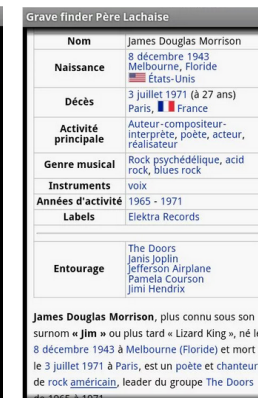 Grave finder Père Lachaise
Nom James Douglas Morrison
Naissance 8 décembre 1943
Melbourne, Floride
États-Unis
Décès 3 juillet 1971 (à 27 ans)
Paris, France
Activité principale Auteur-compositeur-
interprète, poète, acteur,
réalisateur
Genre musical Rock psychédélique, acid
rock, blues rock
Instruments voix
Années d'activité 1965 - 1971
Labels Elektra Records
Entourage The Doors
Janis Joplin
Jefferson Airplane
Pamela Courson
Jimi Hendrix
James Douglas Morrison, plus connu sous son
surnom « Jim » ou plus tard « Lizard King », né le
8 décembre 1943 à Melbourne (Floride) et mort
le 3 juillet 1971 à Paris, est un poète et chanteur
de rock américain, leader du groupe The Doors
de 1965 à 1971